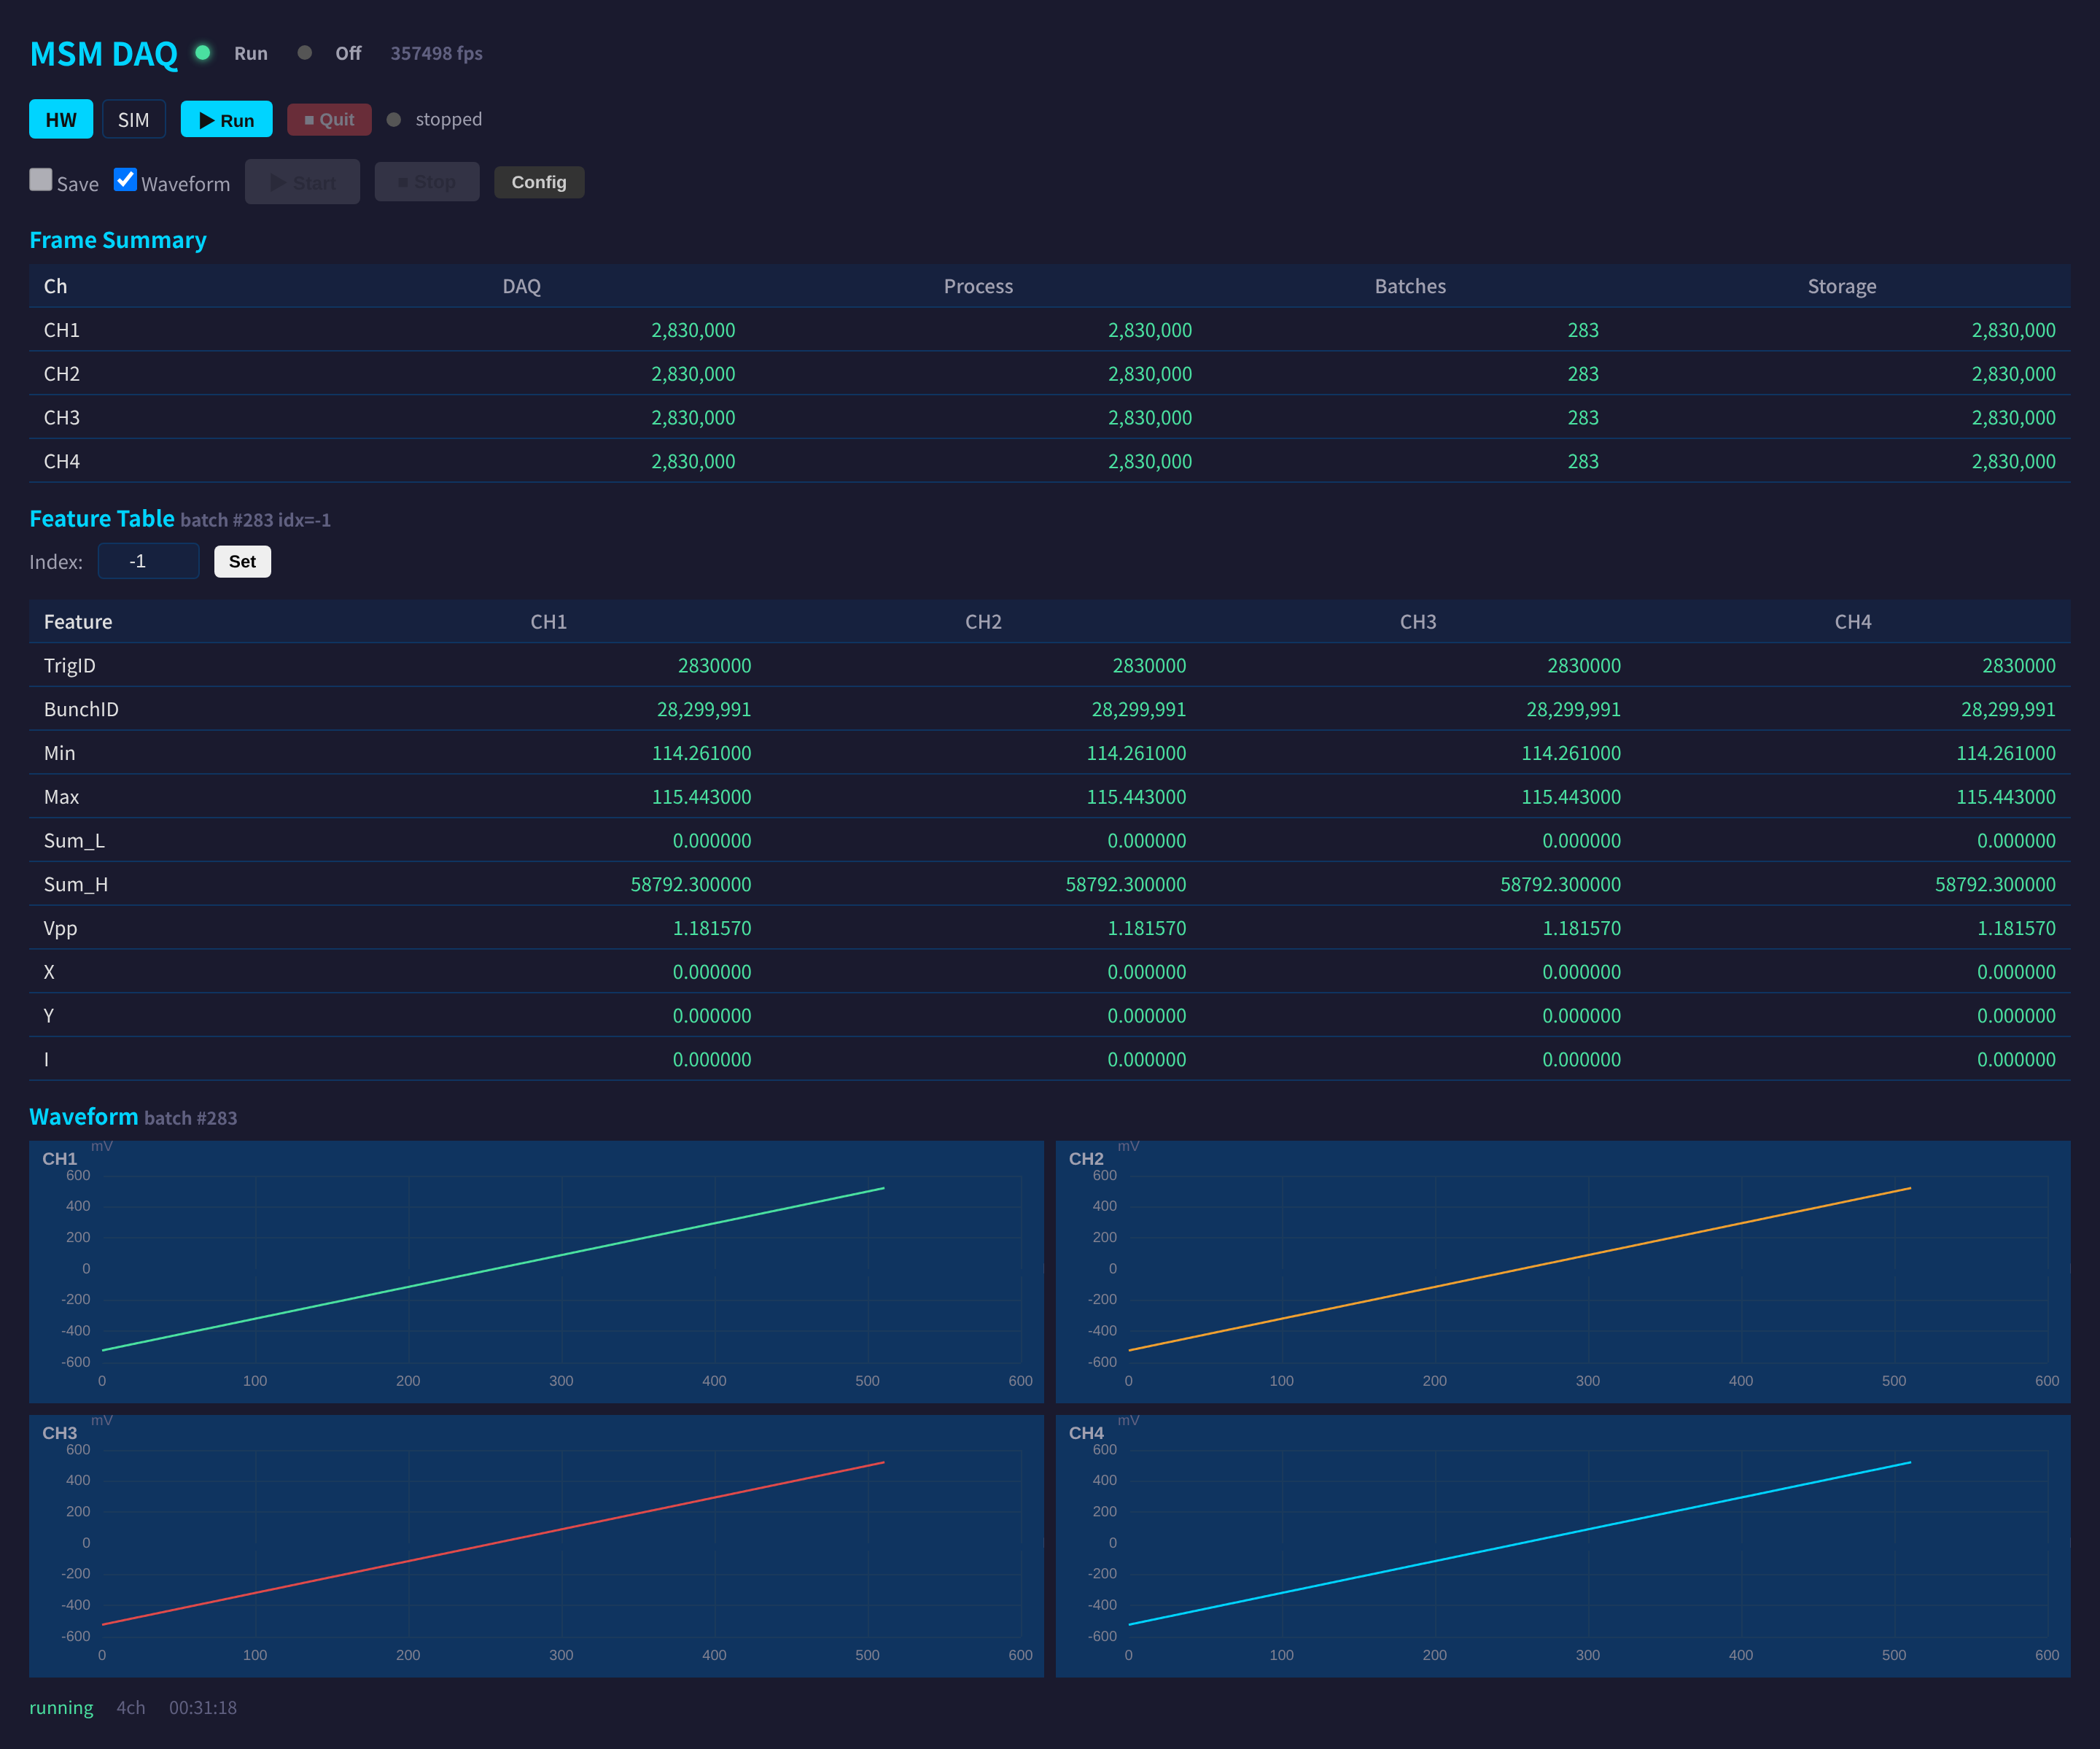 MSM DAQ Run Off 357498 fps
HW SIM ▶ Run ■ Quit stopped
Save Waveform ▶ Start ■ Stop Config
Frame Summary
Ch DAQ Process Batches Storage
CH1 2,830,000 2,830,000 283 2,830,000
CH2 2,830,000 2,830,000 283 2,830,000
CH3 2,830,000 2,830,000 283 2,830,000
CH4 2,830,000 2,830,000 283 2,830,000
Feature Table batch #283 idx=-1
Index: -1 Set
Feature CH1 CH2 CH3 CH4
TrigID 2830000 2830000 2830000 2830000
BunchID 28,299,991 28,299,991 28,299,991 28,299,991
Min 114.261000 114.261000 114.261000 114.261000
Max 115.443000 115.443000 115.443000 115.443000
Sum_L 0.000000 0.000000 0.000000 0.000000
Sum_H 58792.300000 58792.300000 58792.300000 58792.300000
Vpp 1.181570 1.181570 1.181570 1.181570
X 0.000000 0.000000 0.000000 0.000000
Y 0.000000 0.000000 0.000000 0.000000
I 0.000000 0.000000 0.000000 0.000000
Waveform batch #283
CH1 mV
600
400
200
0
-200
-400
-600
0 100 200 300 400 500 600
CH2 mV
600
400
200
0
-200
-400
-600
0 100 200 300 400 500 600
CH3 mV
600
400
200
0
-200
-400
-600
0 100 200 300 400 500 600
CH4 mV
600
400
200
0
-200
-400
-600
0 100 200 300 400 500 600
running 4ch 00:31:18